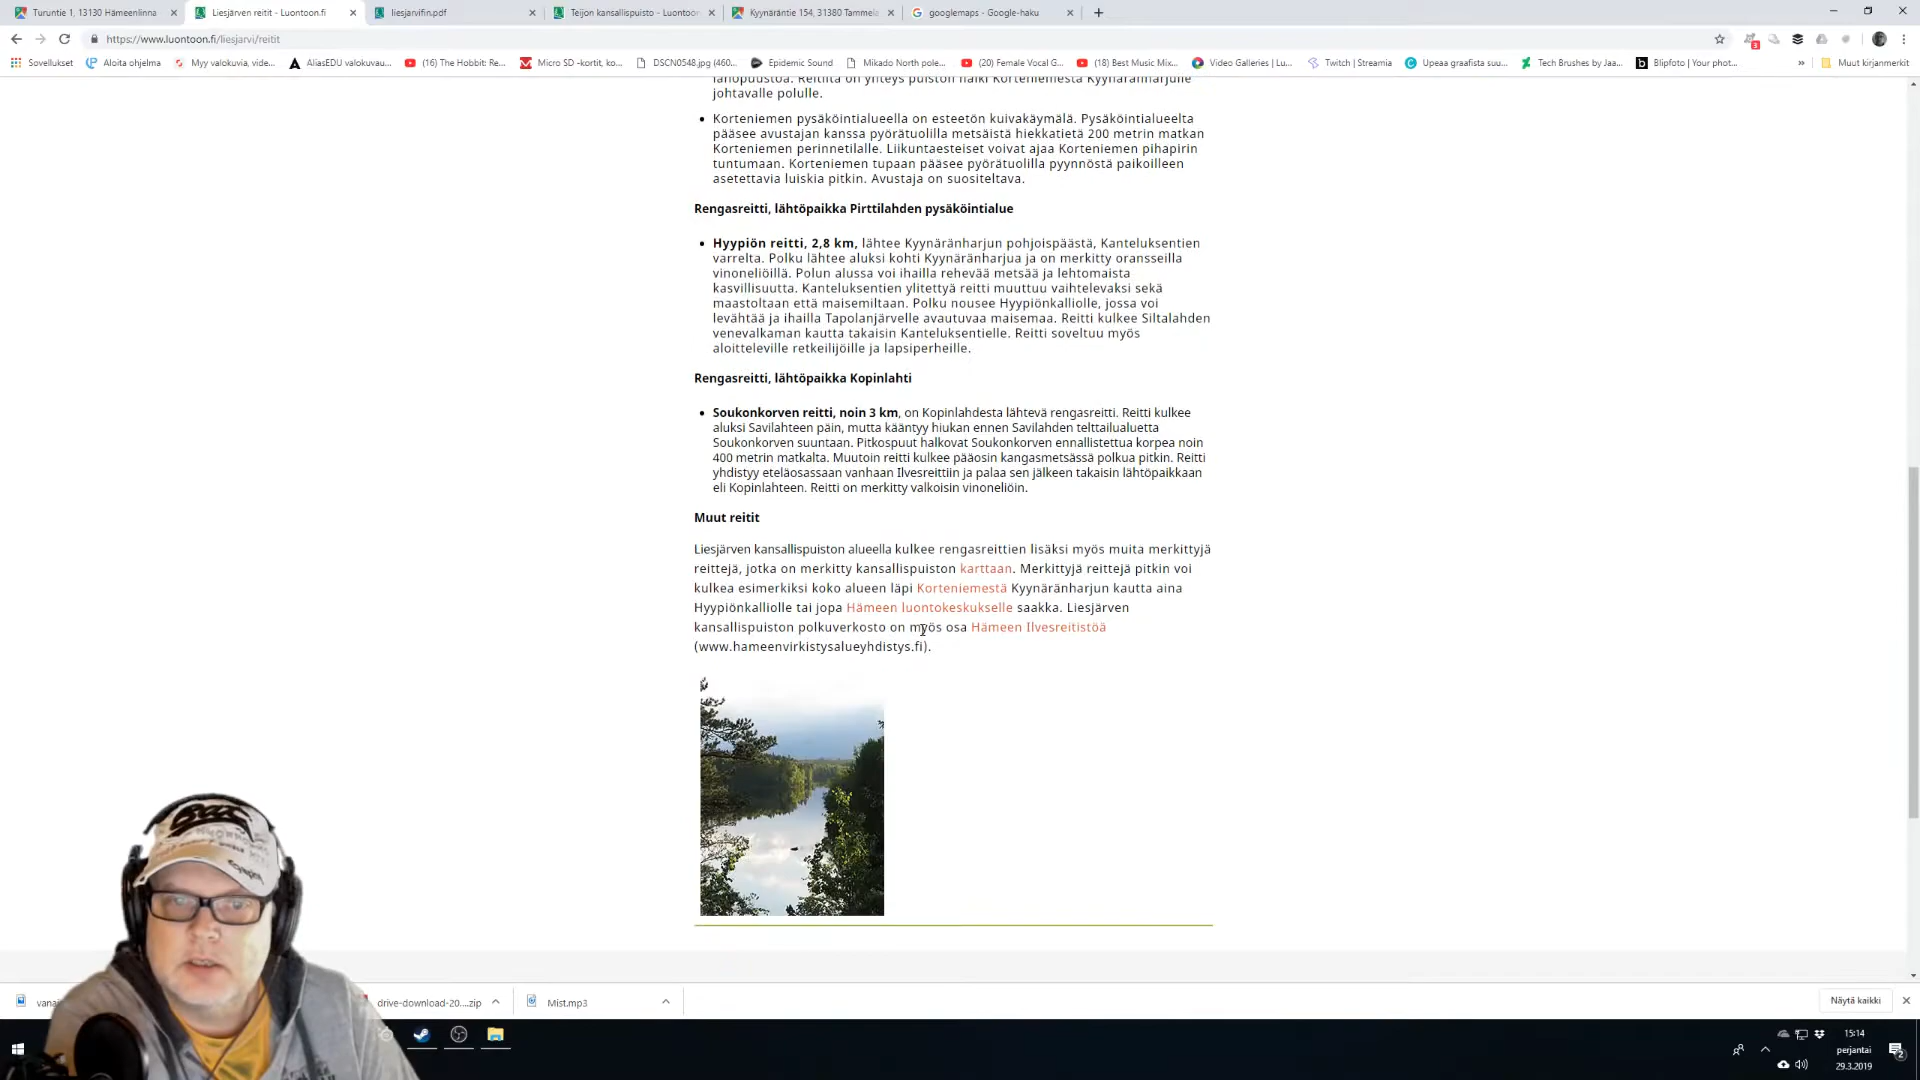 Turuntie 1, 13130 Hämeenlinna
Liesjärven reitit - Luontoon.fi
liesjarvifin.pdf
Teijon kansallispuisto - Luontoon
Kyynäräntie 154, 31380 Tammela
googlemaps - Google-haku
https://www.luontoon.fi/liesjarvi/reitit
Sovellukset
Aloita ohjelma
Myy valokuvia, vide...
AliasEDU valokuvau...
(16) The Hobbit: Re...
Micro SD -kortit, ko...
DSCN0548.jpg (460...
Epidemic Sound
Mikado North pole...
(20) Female Vocal G...
(18) Best Music Mix...
Video Galleries | Lu...
Twitch | Streamia
Upeaa graafista suu...
Tech Brushes by Jaa...
Blipfoto | Your phot...
»
Muut kirjanmerkit
lahopuustoa. Reitiltä on yhteys puiston halki Korteniemestä Kyynäränharjulle
johtavalle polulle.
Korteniemen pysäköintialueella on esteetön kuivakäymälä. Pysäköintialueelta
pääsee avustajan kanssa pyörätuolilla metsäistä hiekkatietä 200 metrin matkan
Korteniemen perinnetilalle. Liikuntaesteiset voivat ajaa Korteniemen pihapirin
tuntumaan. Korteniemen tupaan pääsee pyörätuolilla pyynnöstä paikoilleen
asetettavia luiskia pitkin. Avustaja on suositeltava.
Rengasreitti, lähtöpaikka Pirttilahden pysäköintialue
Hyypiön reitti, 2,8 km, lähtee Kyynäränharjun pohjoispäästä, Kanteluksentien
varrelta. Polku lähtee aluksi kohti Kyynäränharjua ja on merkitty oransseilla
vinoneliöillä. Polun alussa voi ihailla rehevää metsää ja lehtomaista
kasvillisuutta. Kanteluksentien ylitettyä reitti muuttuu vaihtelevaksi sekä
maastoltaan että maisemiltaan. Polku nousee Hyypiönkalliolle, jossa voi
levähtää ja ihailla Tapolanjärvelle avautuvaa maisemaa. Reitti kulkee Siltalahden
venevalkaman kautta takaisin Kanteluksentielle. Reitti soveltuu myös
aloitteleville retkeilijöille ja lapsiperheille.
Rengasreitti, lähtöpaikka Kopinlahti
Soukonkorven reitti, noin 3 km, on Kopinlahdesta lähtevä rengasreitti. Reitti kulkee
aluksi Savilahteen päin, mutta kääntyy hiukan ennen Savilahden telttailualuetta
Soukonkorven suuntaan. Pitkospuut halkovat Soukonkorven ennallistettua korpea noin
400 metrin matkalta. Muutoin reitti kulkee pääosin kangasmetsässä polkua pitkin. Reitti
yhdistyy eteläosassaan vanhaan Ilvesreittiin ja palaa sen jälkeen takaisin lähtöpaikkaan
eli Kopinlahteen. Reitti on merkitty valkoisin vinoneliöin.
Muut reitit
Liesjärven kansallispuiston alueella kulkee rengasreittien lisäksi myös muita merkittyjä
reittejä, jotka on merkitty kansallispuiston karttaan. Merkittyjä reittejä pitkin voi
kulkea esimerkiksi koko alueen läpi Korteniemestä Kyynäränharjun kautta aina
Hyypiönkalliolle tai jopa Hämeen luontokeskukselle saakka. Liesjärven
kansallispuiston polkuverkosto on myös osa Hämeen Ilvesreitistöä
(www.hameenvirkistysalueyhdistys.fi).
vanaj
drive-download-20....zip
Mist.mp3
Näytä kaikki
15:14
perjantai
29.3.2019